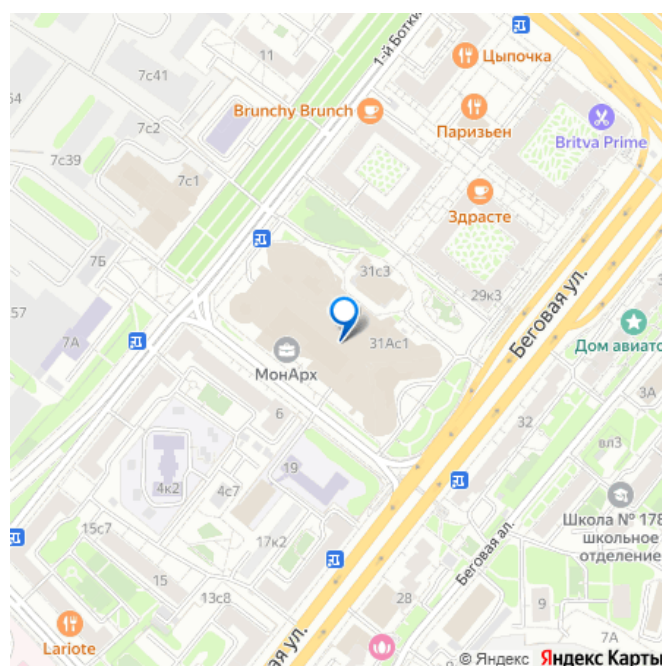 1-й Ботки
11
Цыпочка
7с41
64
Brunchy Brunch
Паризьен
Britva Prime
7с2
7с39
7с1
Здрасте
7Б
31с3
29к3
57
7А
31Ас1
Беговая ул.
Дом авиато
МонАрх
3А
6
32
вл3
19
4к2
4с7
Школа № 178
школьное
отделение
15с7
17к2
Беговая ал.
15
13с8
28
9
7А
Lariote
ая ул.
© Яндекс Яндекс Карты